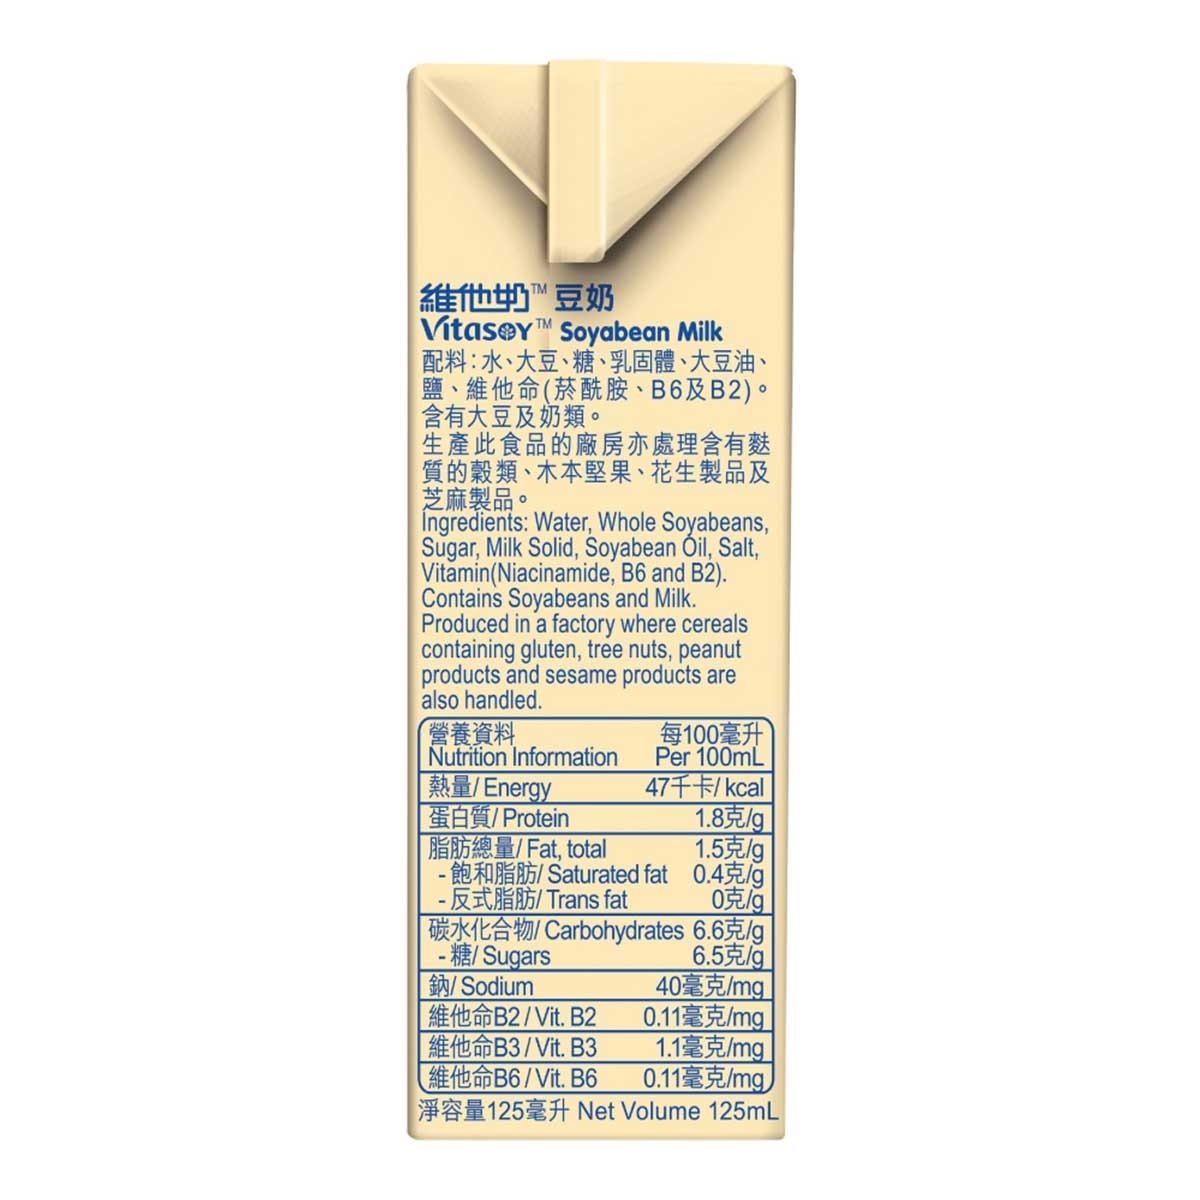 維他奶™ 豆奶
Vitasoy™ Soyabean Milk
配料:水、大豆、糖、乳固體、大豆油、
鹽、維他命(菸酰胺、B6及B2)。
含有大豆及奶類。
生產此食品的廠房亦處理含有麩
質的穀類、木本堅果、花生製品及
芝麻製品。
Ingredients: Water, Whole Soyabeans,
Sugar, Milk Solid, Soyabean Oil, Salt,
Vitamin(Niacinamide, B6 and B2).
Contains Soyabeans and Milk.
Produced in a factory where cereals
containing gluten, tree nuts, peanut
products and sesame products are
also handled.
營養資料 每100毫升
Nutrition Information Per 100mL
熱量/ Energy 47千卡/ kcal
蛋白質/ Protein 1.8克/g
脂肪總量/ Fat, total 1.5克/g
- 飽和脂肪/ Saturated fat 0.4克/g
- 反式脂肪/ Trans fat 0克/g
碳水化合物/ Carbohydrates 6.6克/g
- 糖/ Sugars 6.5克/g
鈉/ Sodium 40毫克/mg
維他命B2 / Vit. B2 0.11毫克/mg
維他命B3 / Vit. B3 1.1毫克/mg
維他命B6 / Vit. B6 0.11毫克/mg
淨容量125毫升 Net Volume 125mL